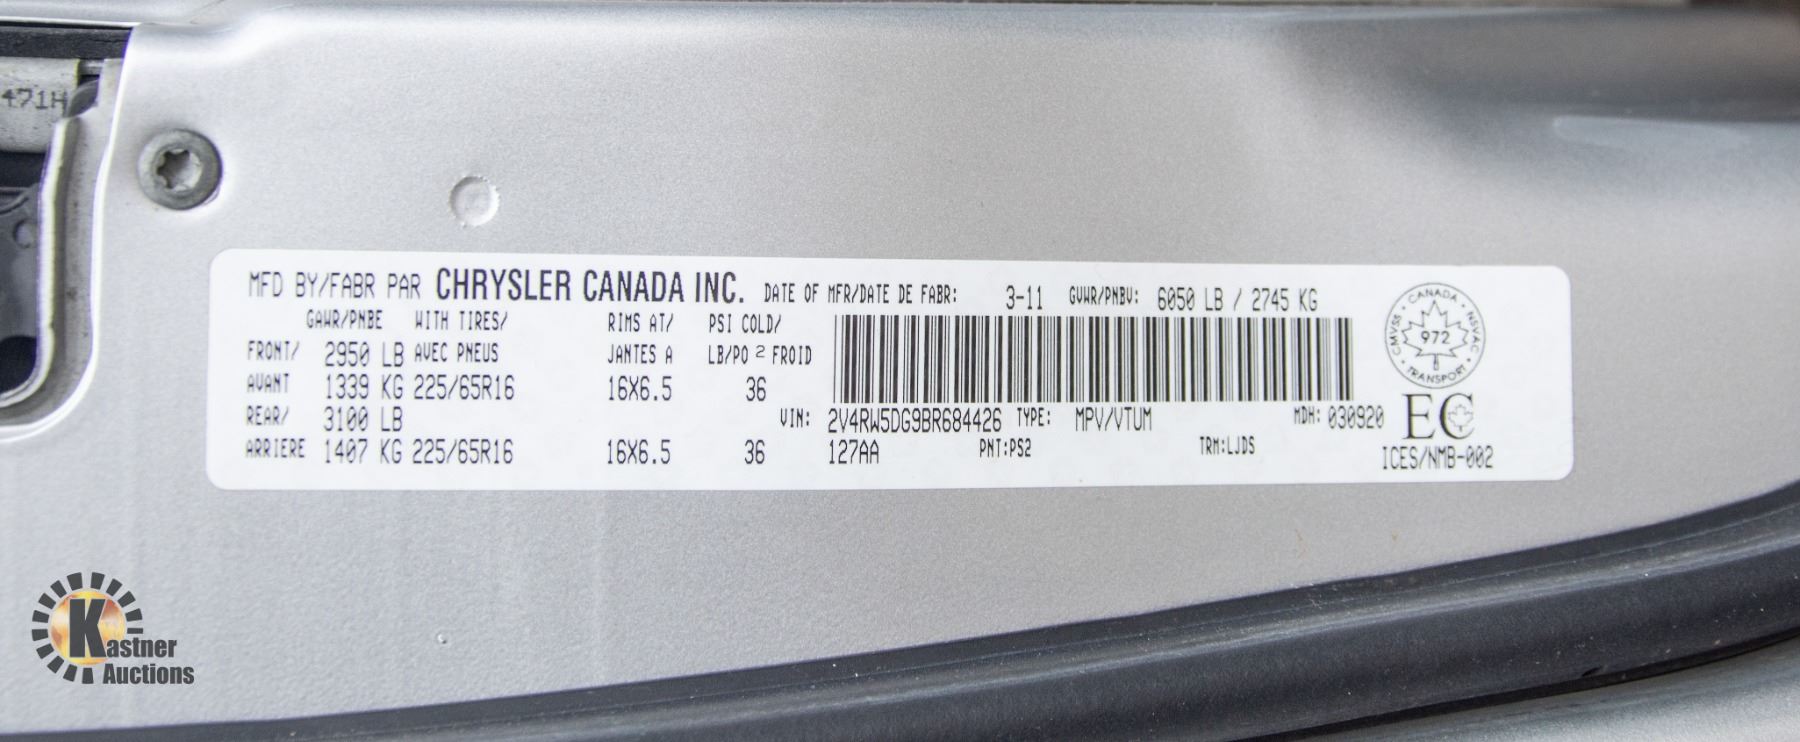 471H
MFD BY/FABR PAR CHRYSLER CANADA INC. DATE OF MFR/DATE DE FABR: 3-11 GVWR/PNBV: 6050 LB / 2745 KG
GAWR/PNBE WITH TIRES/ RIMS AT/ PSI COLD/
FRONT/ 2950 LB AVEC PNEUS JANTES A LB/PO 2 FROID
AVANT 1339 KG 225/65R16 16X6.5 36
REAR/ 3100 LB
ARRIERE 1407 KG 225/65R16 16X6.5 36
VIN: 2V4RW5DG9BR684426 TYPE: MPV/VTUM MDH: 030920
127AA PNT:PS2 TRM:LJDS
CANADA
CMVSS 972 NSVAC
TRANSPORT
EC
ICES/NMB-002
Kastner
Auctions